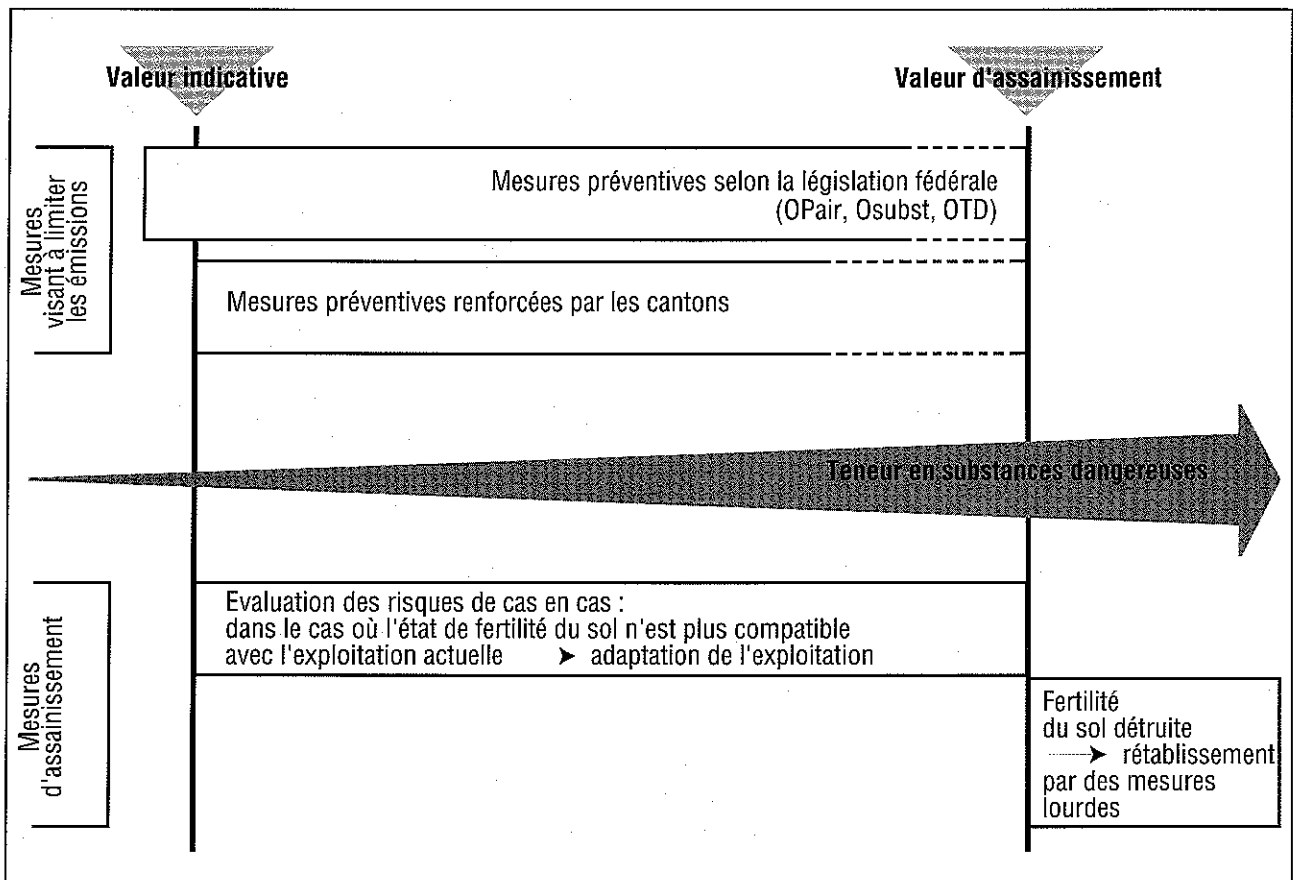 Valeur indicative
Valeur d'assainissement
Mesures
visant à limiter
les émissions
Mesures préventives selon la législation fédérale
(OPair, Osubst, OTD)
Mesures préventives renforcées par les cantons
Teneur en substances dangereuses
Mesures
d'assainissement
Evaluation des risques de cas en cas :
dans le cas où l'état de fertilité du sol n'est plus compatible
avec l'exploitation actuelle ➤ adaptation de l'exploitation
Fertilité
du sol détruite
➤ rétablissement
par des mesures
lourdes